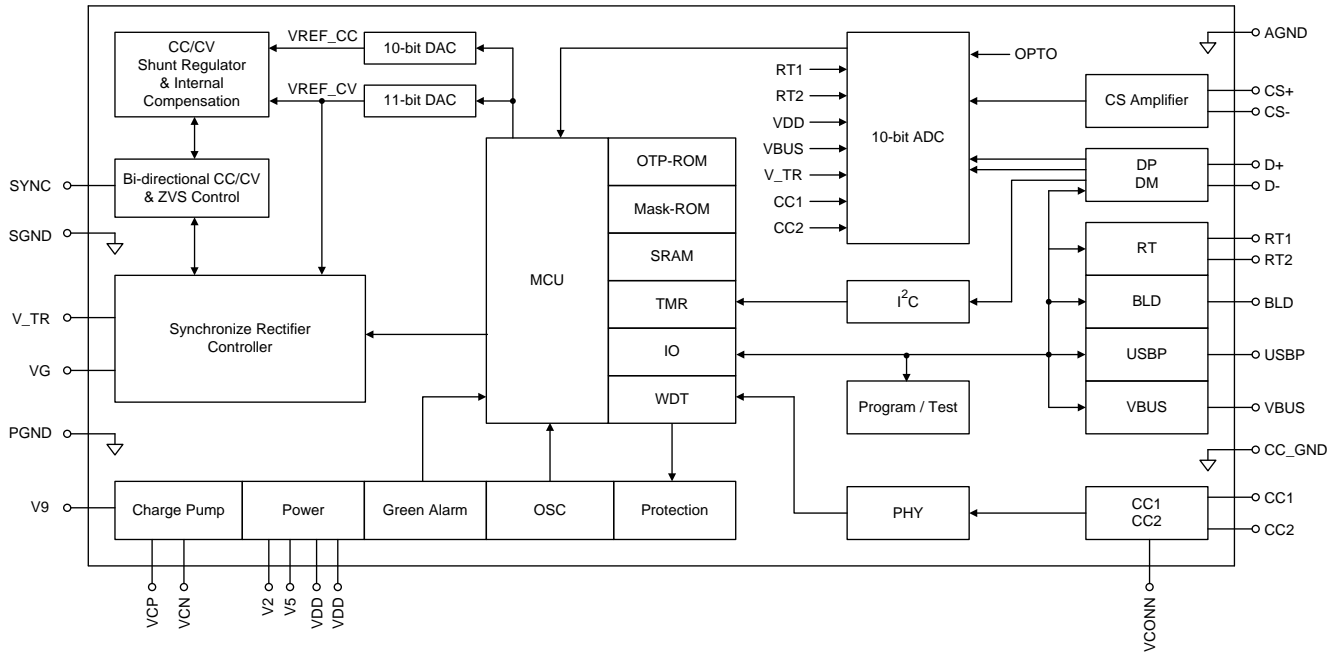 CC/CV
Shunt Regulator
& Internal
Compensation
VREF_CC
10-bit DAC
VREF_CV
11-bit DAC
SYNC
Bi-directional CC/CV
& ZVS Control
SGND
V_TR
Synchronize Rectifier
Controller
VG
PGND
V9
Charge Pump
Power
Green Alarm
OSC
Protection
VCP
VCN
V2
V5
VDD
VDD
MCU
OTP-ROM
Mask-ROM
SRAM
TMR
IO
WDT
RT1
RT2
VDD
VBUS
V_TR
CC1
CC2
10-bit ADC
OPTO
I²C
Program / Test
PHY
CS Amplifier
DP
DM
RT
BLD
USBP
VBUS
CC1
CC2
AGND
CS+
CS-
D+
D-
RT1
RT2
BLD
USBP
VBUS
CC_GND
CC1
CC2
VCONN